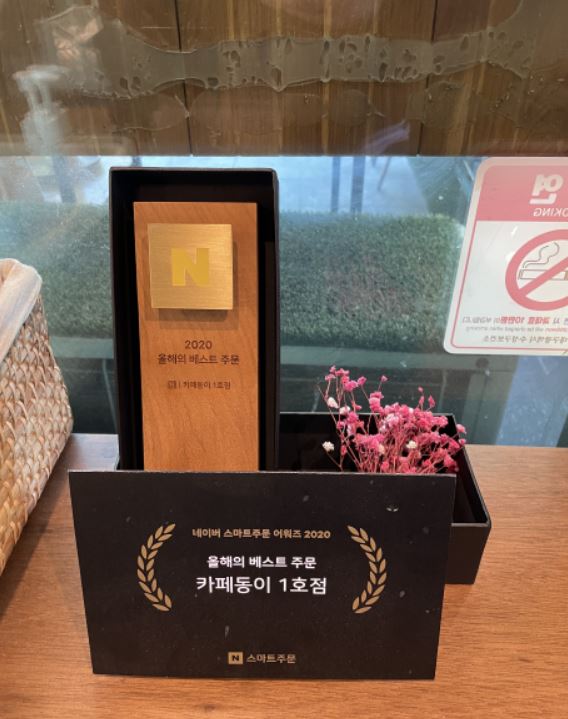 N
2020
올해의 베스트 주문
카페동이 1호점
네이버 스마트주문 어워즈 2020
올해의 베스트 주문
카페동이 1호점
N 스마트주문